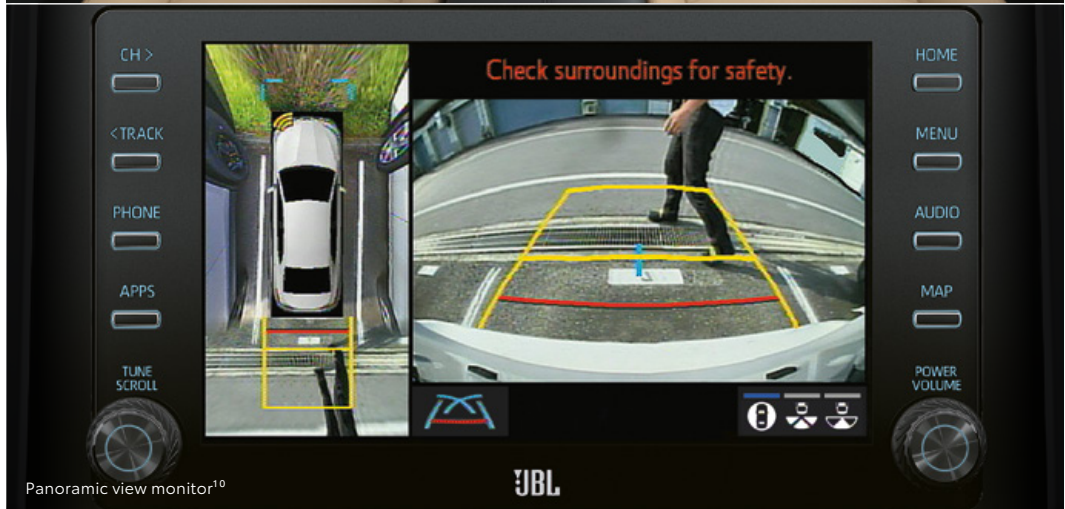 CH >
HOME
Check surroundings for safety.
<TRACK
MENU
PHONE
AUDIO
APPS
MAP
TUNE
SCROLL
POWER
VOLUME
JBL
Panoramic view monitor¹⁰